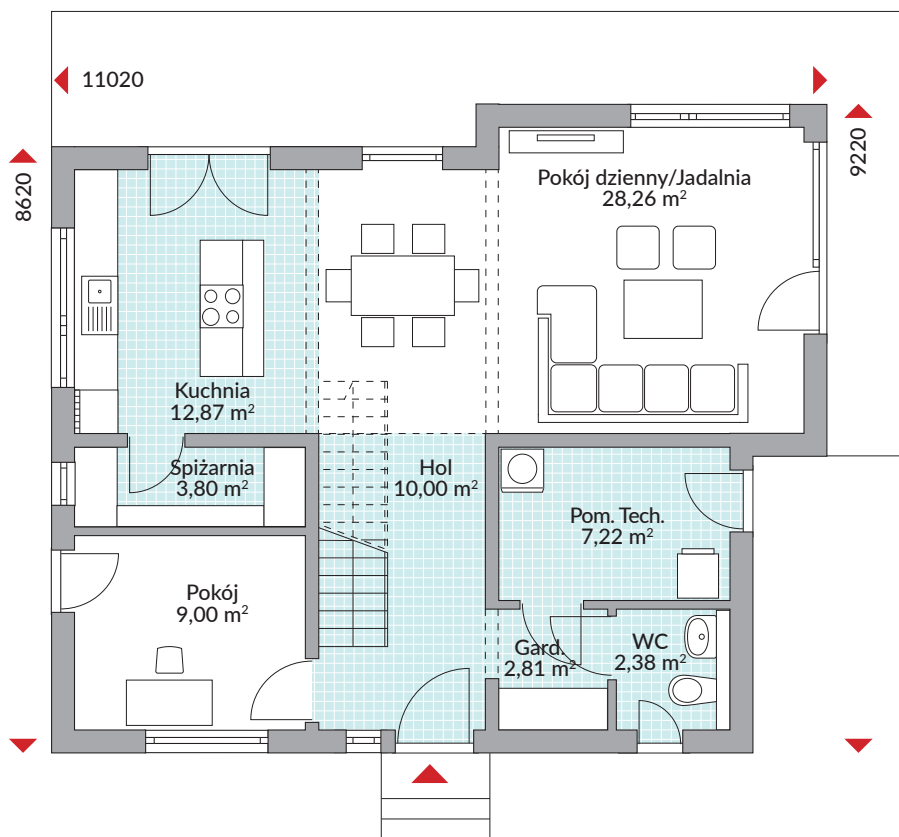 11020
8620
9220
Pokój dzienny/Jadalnia
28,26 m²
Kuchnia
12,87 m²
Spiżarnia
3,80 m²
Hol
10,00 m²
Pom. Tech.
7,22 m²
Pokój
9,00 m²
Gard.
2,81 m²
WC
2,38 m²